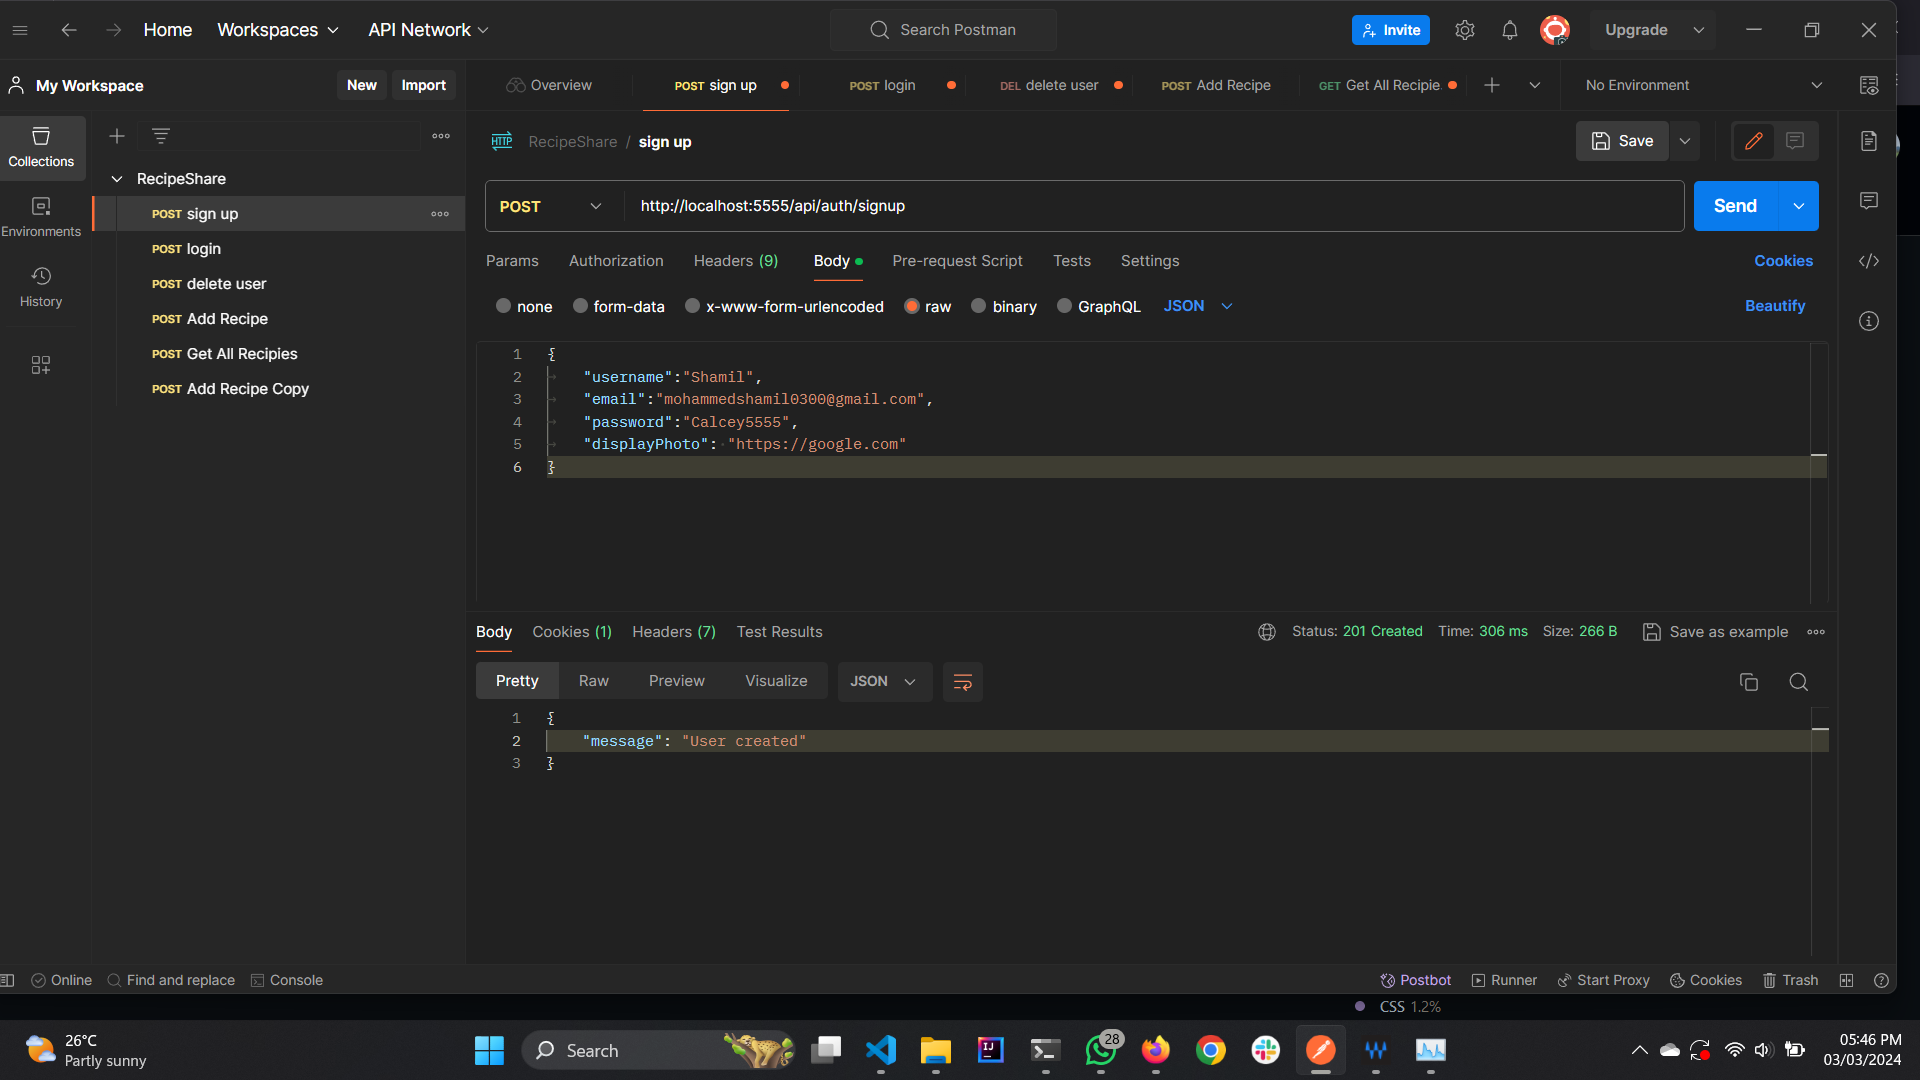 Home
Workspaces
API Network
Search Postman
Invite
Upgrade
My Workspace
New
Import
Overview
POST sign up
POST login
DEL delete user
POST Add Recipe
GET Get All Recipie
No Environment
Collections
Environments
History
RecipeShare
POST sign up
POST login
POST delete user
POST Add Recipe
POST Get All Recipies
POST Add Recipe Copy
HTTP
RecipeShare / sign up
Save
POST
http://localhost:5555/api/auth/signup
Send
Params
Authorization
Headers (9)
Body
Pre-request Script
Tests
Settings
Cookies
none
form-data
x-www-form-urlencoded
raw
binary
GraphQL
JSON
Beautify
1 {
2 "username":"Shamil",
3 "email":"mohammedshamil0300@gmail.com",
4 "password":"Calcey5555",
5 "displayPhoto": "https://google.com"
6 }
Body
Cookies (1)
Headers (7)
Test Results
Status: 201 Created
Time: 306 ms
Size: 266 B
Save as example
Pretty
Raw
Preview
Visualize
JSON
1 {
2 "message": "User created"
3 }
Online
Find and replace
Console
Postbot
Runner
Start Proxy
Cookies
Trash
CSS 1.2%
26°C
Partly sunny
Search
IJ
28
05:46 PM
03/03/2024